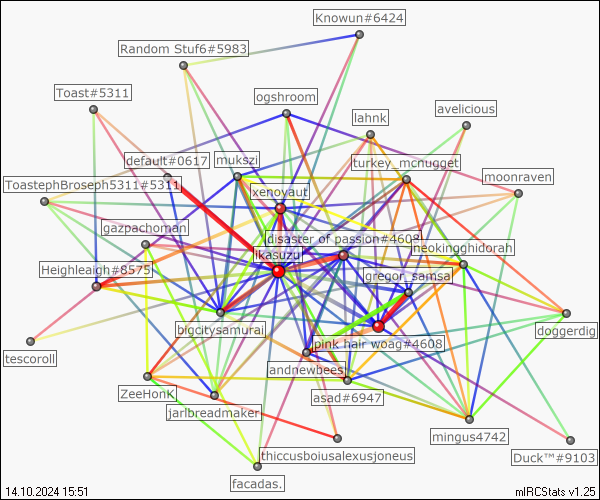 Knowun#6424
Random Stuf6#5983
Toast#5311
ogshroom
avelicious
lahnk
default#0617
mukszi
turkey_mcnugget
moonraven
ToastephBroseph5311#5311
xenoyaut
gazpachoman
disaster of passion#4603
neokingghidorah
ikasuzu
Heighleaigh#8575
gregor_samsa
bigcitysamurai
doggerdig
pink hair woag#4608
tescoroll
andnewbees
ZeeHonK
asad#6947
jarlbreadmaker
mingus4742
thiccusboiusalexusjoneus
Duck™#9103
facadas.
14.10.2024 15:51
mIRCStats v1.25